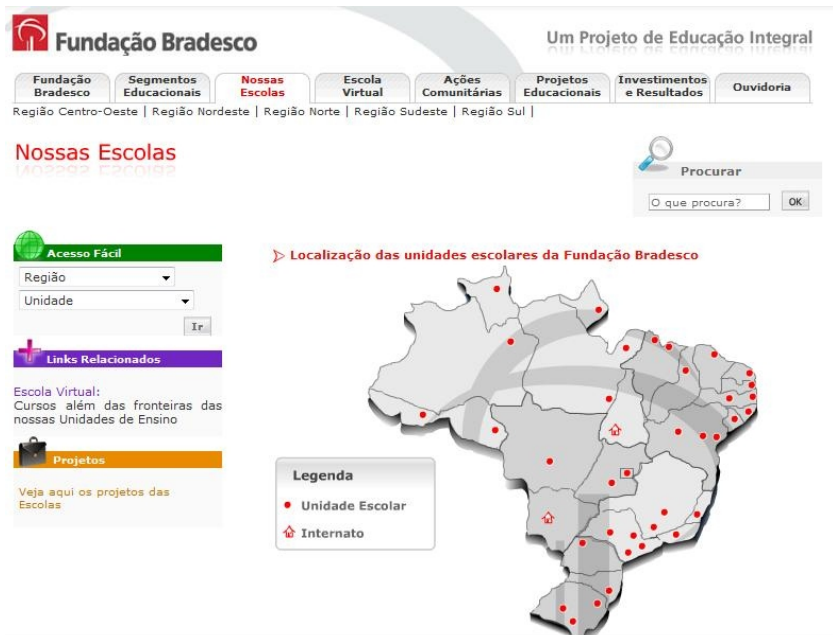 Fundação Bradesco
Um Projeto de Educação Integral
Fundação Bradesco
Segmentos Educacionais
Nossas Escolas
Escola Virtual
Ações Comunitárias
Projetos Educacionais
Investimentos e Resultados
Ouvidoria
Região Centro-Oeste | Região Nordeste | Região Norte | Região Sudeste | Região Sul |
Nossas Escolas
Procurar
O que procura?
OK
Acesso Fácil
Região
Unidade
Ir
Links Relacionados
Escola Virtual:
Cursos além das fronteiras das
nossas Unidades de Ensino
Projetos
Veja aqui os projetos das
Escolas
Localização das unidades escolares da Fundação Bradesco
Legenda
Unidade Escolar
Internato